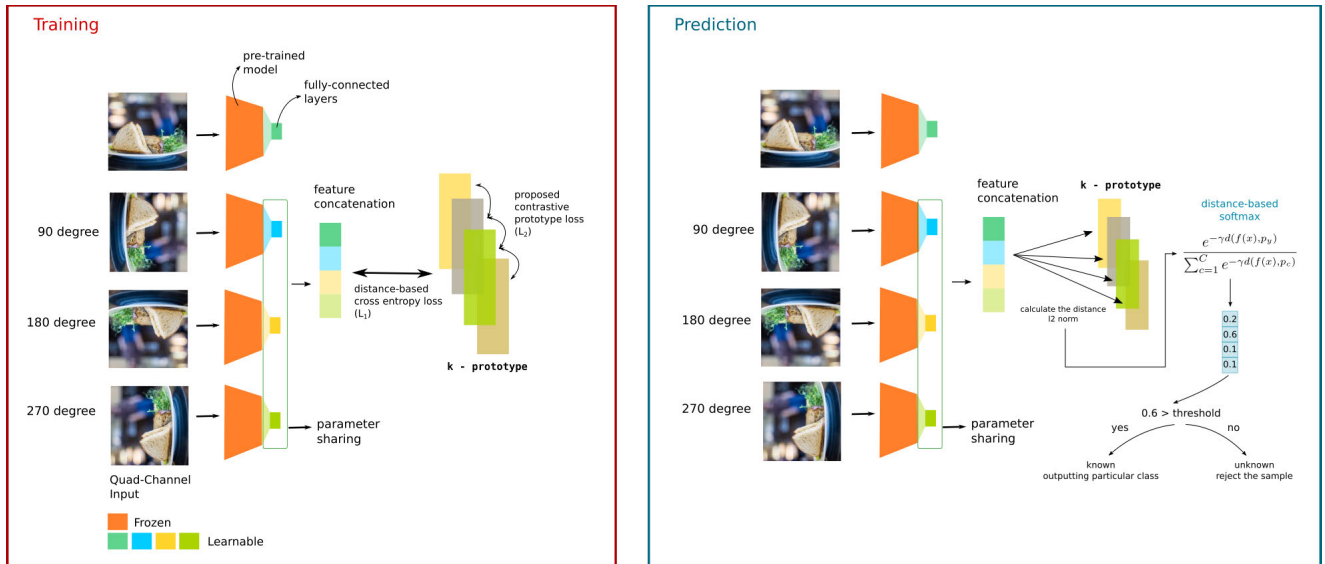 Training
pre-trained
model
fully-connected
layers
90 degree
180 degree
270 degree
feature
concatenation
distance-based
cross entropy loss
(L1)
proposed
contrastive
prototype loss
(L2)
k - prototype
parameter
sharing
Quad-Channel
Input
Frozen
Learnable
Prediction
90 degree
180 degree
270 degree
feature
concatenation
k - prototype
calculate the distance
l2 norm
parameter
sharing
distance-based
softmax
e^{-γd(f(x),p_y)}
∑_{c=1}^{C} e^{-γd(f(x),p_c)}
0.2
0.6
0.1
0.1
0.6 > threshold
yes
no
known
outputting particular class
unknown
reject the sample